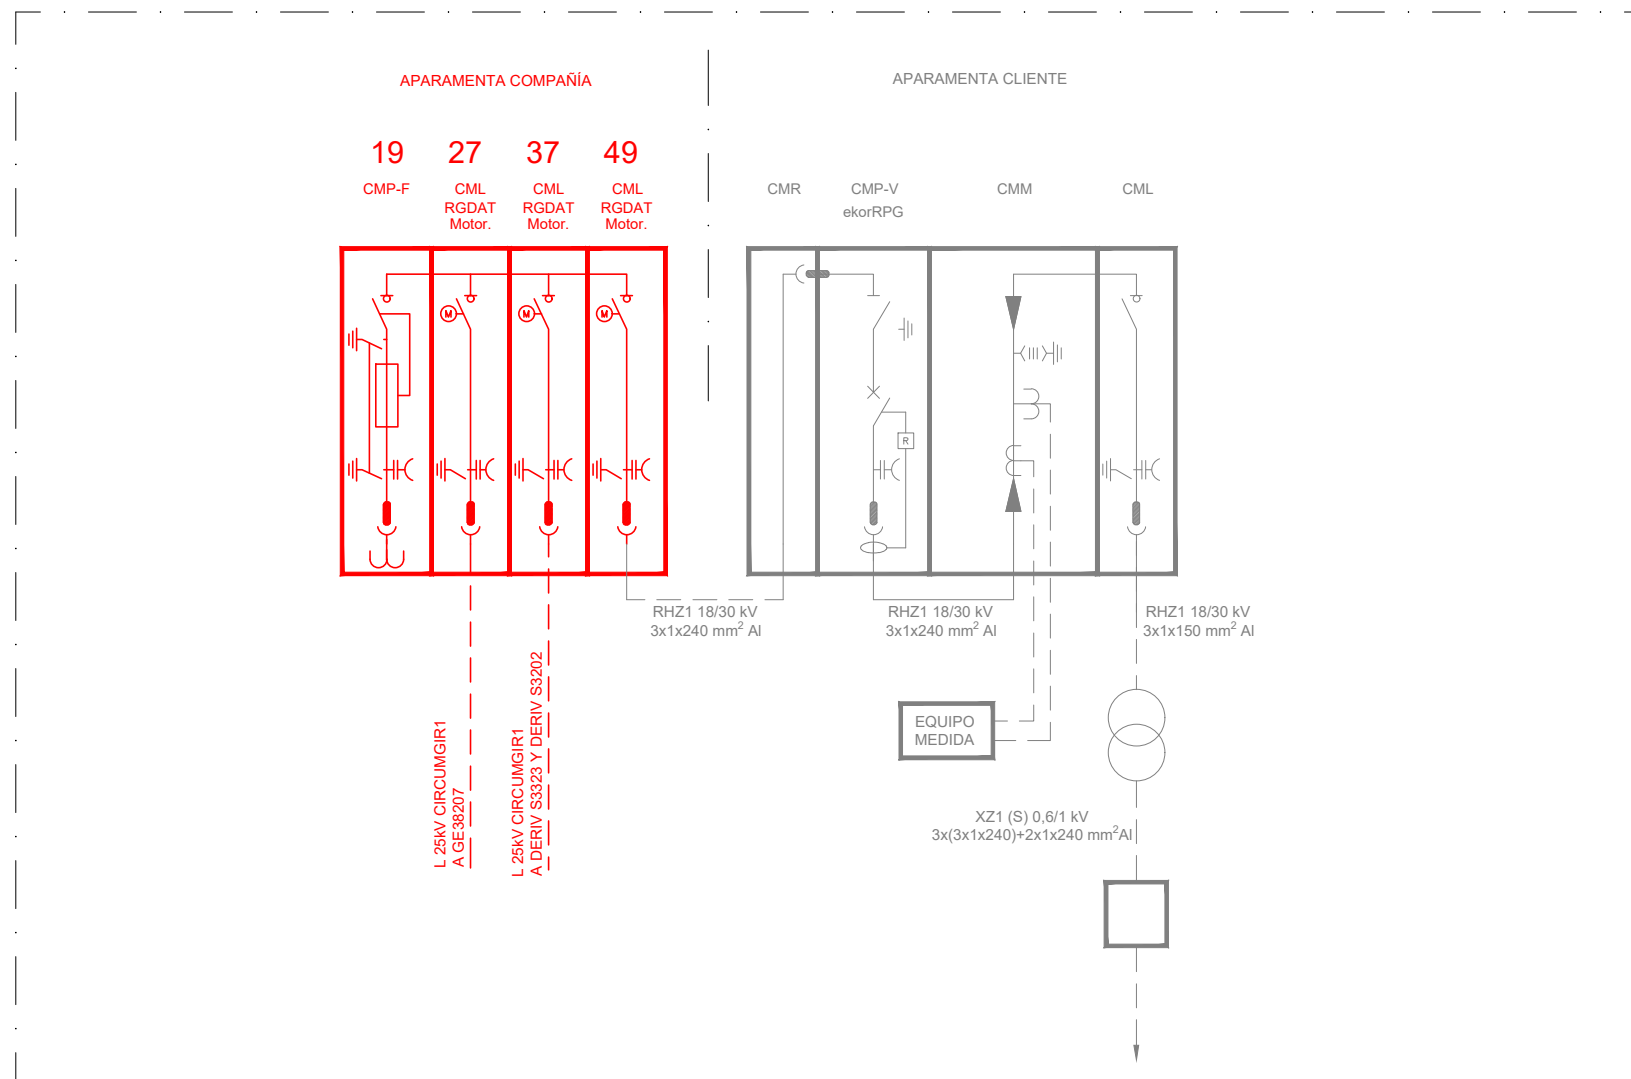 APARAMENTA COMPAÑÍA
APARAMENTA CLIENTE
19
27
37
49
CMP-F
CML
RGDAT
Motor.
CML
RGDAT
Motor.
CML
RGDAT
Motor.
CMR
CMP-V
ekorRPG
CMM
CML
M
M
M
R
RHZ1 18/30 kV
3x1x240 mm² Al
RHZ1 18/30 kV
3x1x240 mm² Al
RHZ1 18/30 kV
3x1x150 mm² Al
L 25kV CIRCUMGIR1
A GE38207
L 25kV CIRCUMGIR1
A DERIV S3323 Y DERIV S3202
EQUIPO
MEDIDA
XZ1 (S) 0,6/1 kV
3x(3x1x240)+2x1x240 mm²Al